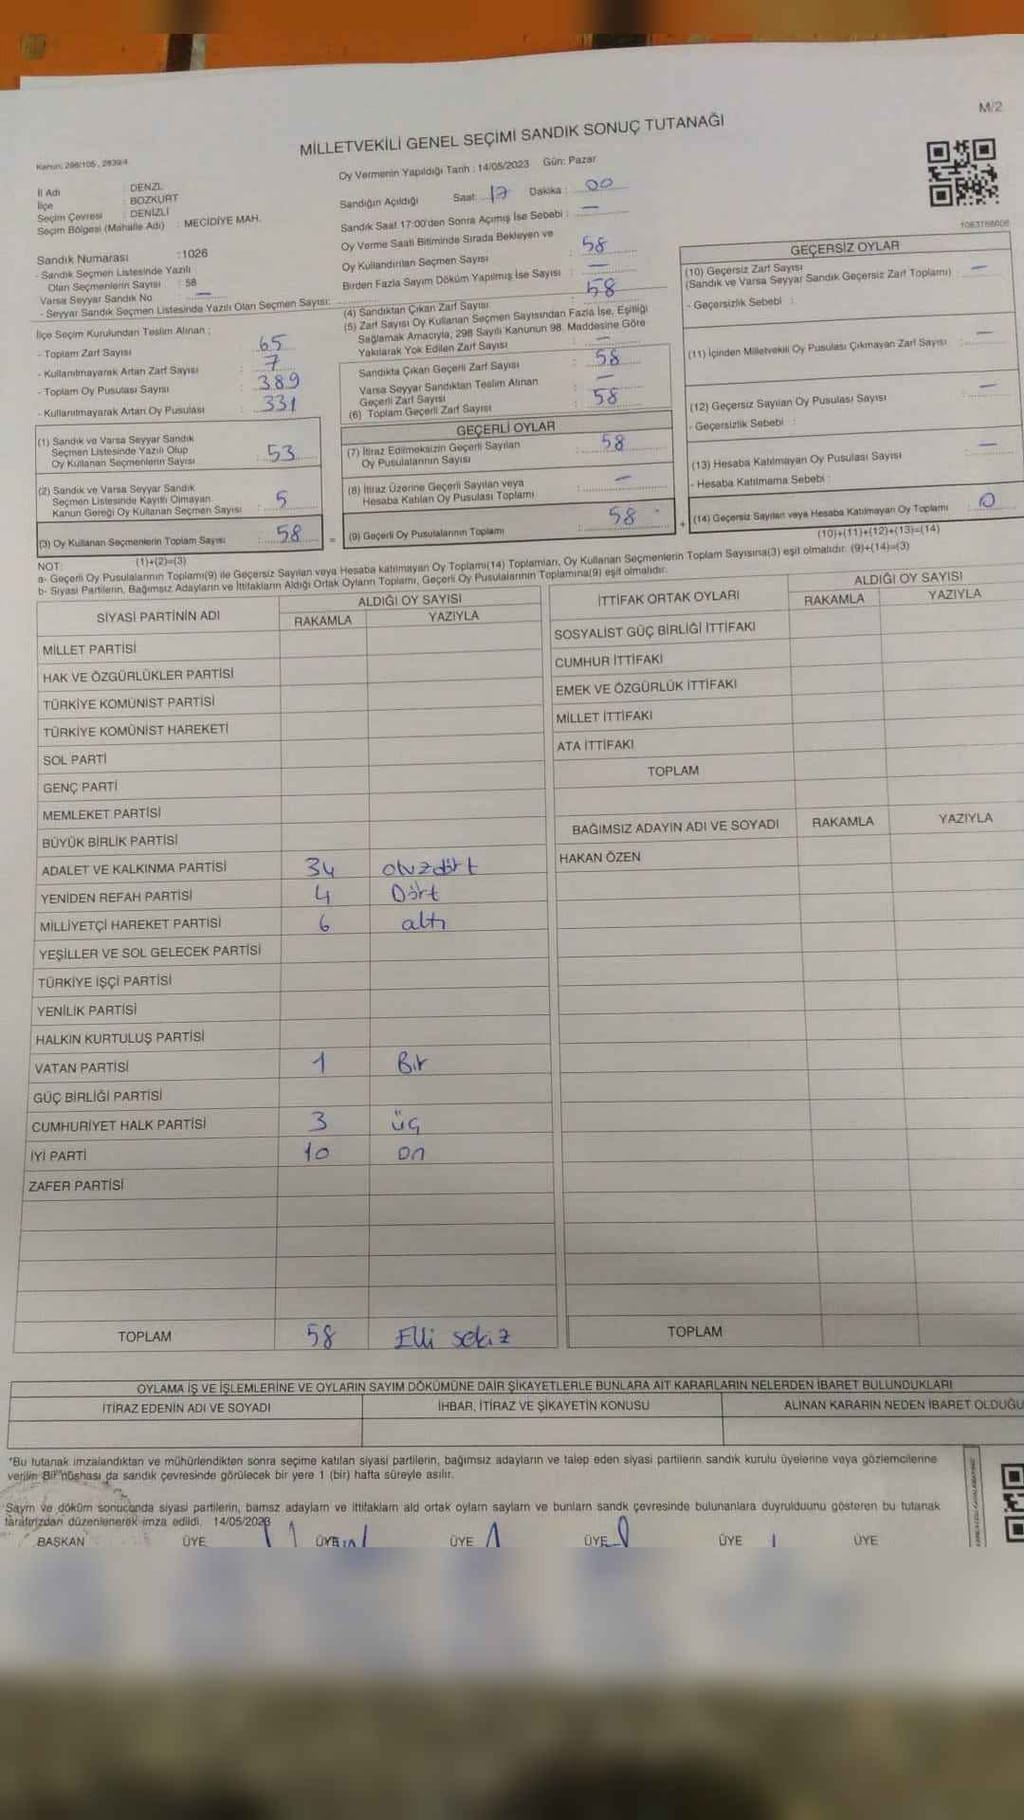 M/2
MİLLETVEKİLİ GENEL SEÇİMİ SANDIK SONUÇ TUTANAĞI
Kanun: 298/105, 2839/4
Oy Vermenin Yapıldığı Tarih : 14/05/2023 Gün: Pazar
İl Adı : DENZL
İlçe : BOZKURT
Seçim Çevresi : DENİZLİ
Seçim Bölgesi (Mahalle Adı) : MECİDİYE MAH.
Sandığın Açıldığı Saat: 17 Dakika : 00
Sandık Saat 17:00'den Sonra Açımış İse Sebebi : —
Oy Verme Saati Bitiminde Sırada Bekleyen ve
Oy Kullandırılan Seçmen Sayısı : 58
Birden Fazla Sayım Döküm Yapılmış İse Sayısı : —
Sandık Numarası :1026
- Sandık Seçmen Listesinde Yazılı
Olan Seçmenlerin Sayısı : 58
Varsa Seyyar Sandık No : —
- Seyyar Sandık Seçmen Listesinde Yazılı Olan Seçmen Sayısı:
İlçe Seçim Kurulundan Teslim Alınan :
- Toplam Zarf Sayısı : 65
- Kullanılmayarak Artan Zarf Sayısı : 7
- Toplam Oy Pusulası Sayısı : 389
- Kullanılmayarak Artan Oy Pusulası : 331
(1) Sandık ve Varsa Seyyar Sandık
Seçmen Listesinde Yazılı Olup
Oy Kullanan Seçmenlerin Sayısı : 53
(2) Sandık ve Varsa Seyyar Sandık
Seçmen Listesinde Kayıtlı Olmayan
Kanun Gereği Oy Kullanan Seçmen Sayısı : 5
(3) Oy Kullanan Seçmenlerin Toplam Sayısı : 58
(1)+(2)=(3)
(4) Sandıktan Çıkan Zarf Sayısı : 58
(5) Zarf Sayısı Oy Kullanan Seçmen Sayısından Fazla İse, Eşitliği
Sağlamak Amacıyla, 298 Sayılı Kanunun 98. Maddesine Göre
Yakılarak Yok Edilen Zarf Sayısı : —
Sandıkta Çıkan Geçerli Zarf Sayısı : 58
Varsa Seyyar Sandıktan Teslim Alınan
Geçerli Zarf Sayısı : —
(6) Toplam Geçerli Zarf Sayısı : 58
GEÇERLİ OYLAR
(7) İtiraz Edilmeksizin Geçerli Sayılan
Oy Pusulalarının Sayısı : 58
(8) İtiraz Üzerine Geçerli Sayılan veya
Hesaba Katılan Oy Pusulası Toplamı : —
= (9) Geçerli Oy Pusulalarının Toplamı : 58
GEÇERSİZ OYLAR
(10) Geçersiz Zarf Sayısı : —
(Sandık ve Varsa Seyyar Sandık Geçersiz Zarf Toplamı)
- Geçersizlik Sebebi :
(11) İçinden Milletvekili Oy Pusulası Çıkmayan Zarf Sayısı : —
(12) Geçersiz Sayılan Oy Pusulası Sayısı : —
- Geçersizlik Sebebi :
(13) Hesaba Katılmayan Oy Pusulası Sayısı : —
- Hesaba Katılmama Sebebi :
+ (14) Geçersiz Sayılan veya Hesaba Katılmayan Oy Toplamı : 0
(10)+(11)+(12)+(13)=(14)
NOT:
a- Geçerli Oy Pusulalarının Toplamı(9) ile Geçersiz Sayılan veya Hesaba katılmayan Oy Toplamı(14) Toplamları, Oy Kullanan Seçmenlerin Toplam Sayısına(3) eşit olmalıdır. (9)+(14)=(3)
b- Siyasi Partilerin, Bağımsız Adayların ve İttifakların Aldığı Ortak Oyların Toplamı, Geçerli Oy Pusulalarının Toplamına(9) eşit olmalıdır.
SİYASİ PARTİNİN ADI ALDIĞI OY SAYISI
RAKAMLA YAZIYLA
MİLLET PARTİSİ
HAK VE ÖZGÜRLÜKLER PARTİSİ
TÜRKİYE KOMÜNİST PARTİSİ
TÜRKİYE KOMÜNİST HAREKETİ
SOL PARTİ
GENÇ PARTİ
MEMLEKET PARTİSİ
BÜYÜK BİRLİK PARTİSİ
ADALET VE KALKINMA PARTİSİ 34 otuzdört
YENİDEN REFAH PARTİSİ 4 Dört
MİLLİYETÇİ HAREKET PARTİSİ 6 altı
YEŞİLLER VE SOL GELECEK PARTİSİ
TÜRKİYE İŞÇİ PARTİSİ
YENİLİK PARTİSİ
HALKIN KURTULUŞ PARTİSİ
VATAN PARTİSİ 1 Bir
GÜÇ BİRLİĞİ PARTİSİ
CUMHURİYET HALK PARTİSİ 3 üç
İYİ PARTİ 10 on
ZAFER PARTİSİ
TOPLAM 58 Elli sekiz
İTTİFAK ORTAK OYLARI ALDIĞI OY SAYISI
RAKAMLA YAZIYLA
SOSYALİST GÜÇ BİRLİĞİ İTTİFAKI
CUMHUR İTTİFAKI
EMEK VE ÖZGÜRLÜK İTTİFAKI
MİLLET İTTİFAKI
ATA İTTİFAKI
TOPLAM
BAĞIMSIZ ADAYIN ADI VE SOYADI RAKAMLA YAZIYLA
HAKAN ÖZEN
TOPLAM
OYLAMA İŞ VE İŞLEMLERİNE VE OYLARIN SAYIM DÖKÜMÜNE DAİR ŞİKAYETLERLE BUNLARA AİT KARARLARIN NELERDEN İBARET BULUNDUKLARI
İTİRAZ EDENİN ADI VE SOYADI İHBAR, İTİRAZ VE ŞİKAYETİN KONUSU ALINAN KARARIN NEDEN İBARET OLDUĞU
"Bu tutanak imzalandıktan ve mühürlendikten sonra seçime katılan siyasi partilerin, bağımsız adayların ve talep eden siyasi partilerin sandık kurulu üyelerine veya gözlemcilerine
verilir. Bir nüshası da sandık çevresinde görülecek bir yere 1 (bir) hafta süreyle asılır.
Saym ve döküm sonucunda siyasi partilerin, bamsz adaylarn ve ittifaklarn ald ortak oylarn saylarn ve bunlarn sandk çevresinde bulunanlara duyrulduunu gösteren bu tutanak
tarafmzdan düzenlenerek imza edildi. 14/05/2023
BAŞKAN ÜYE ÜYE ÜYE ÜYE ÜYE ÜYE